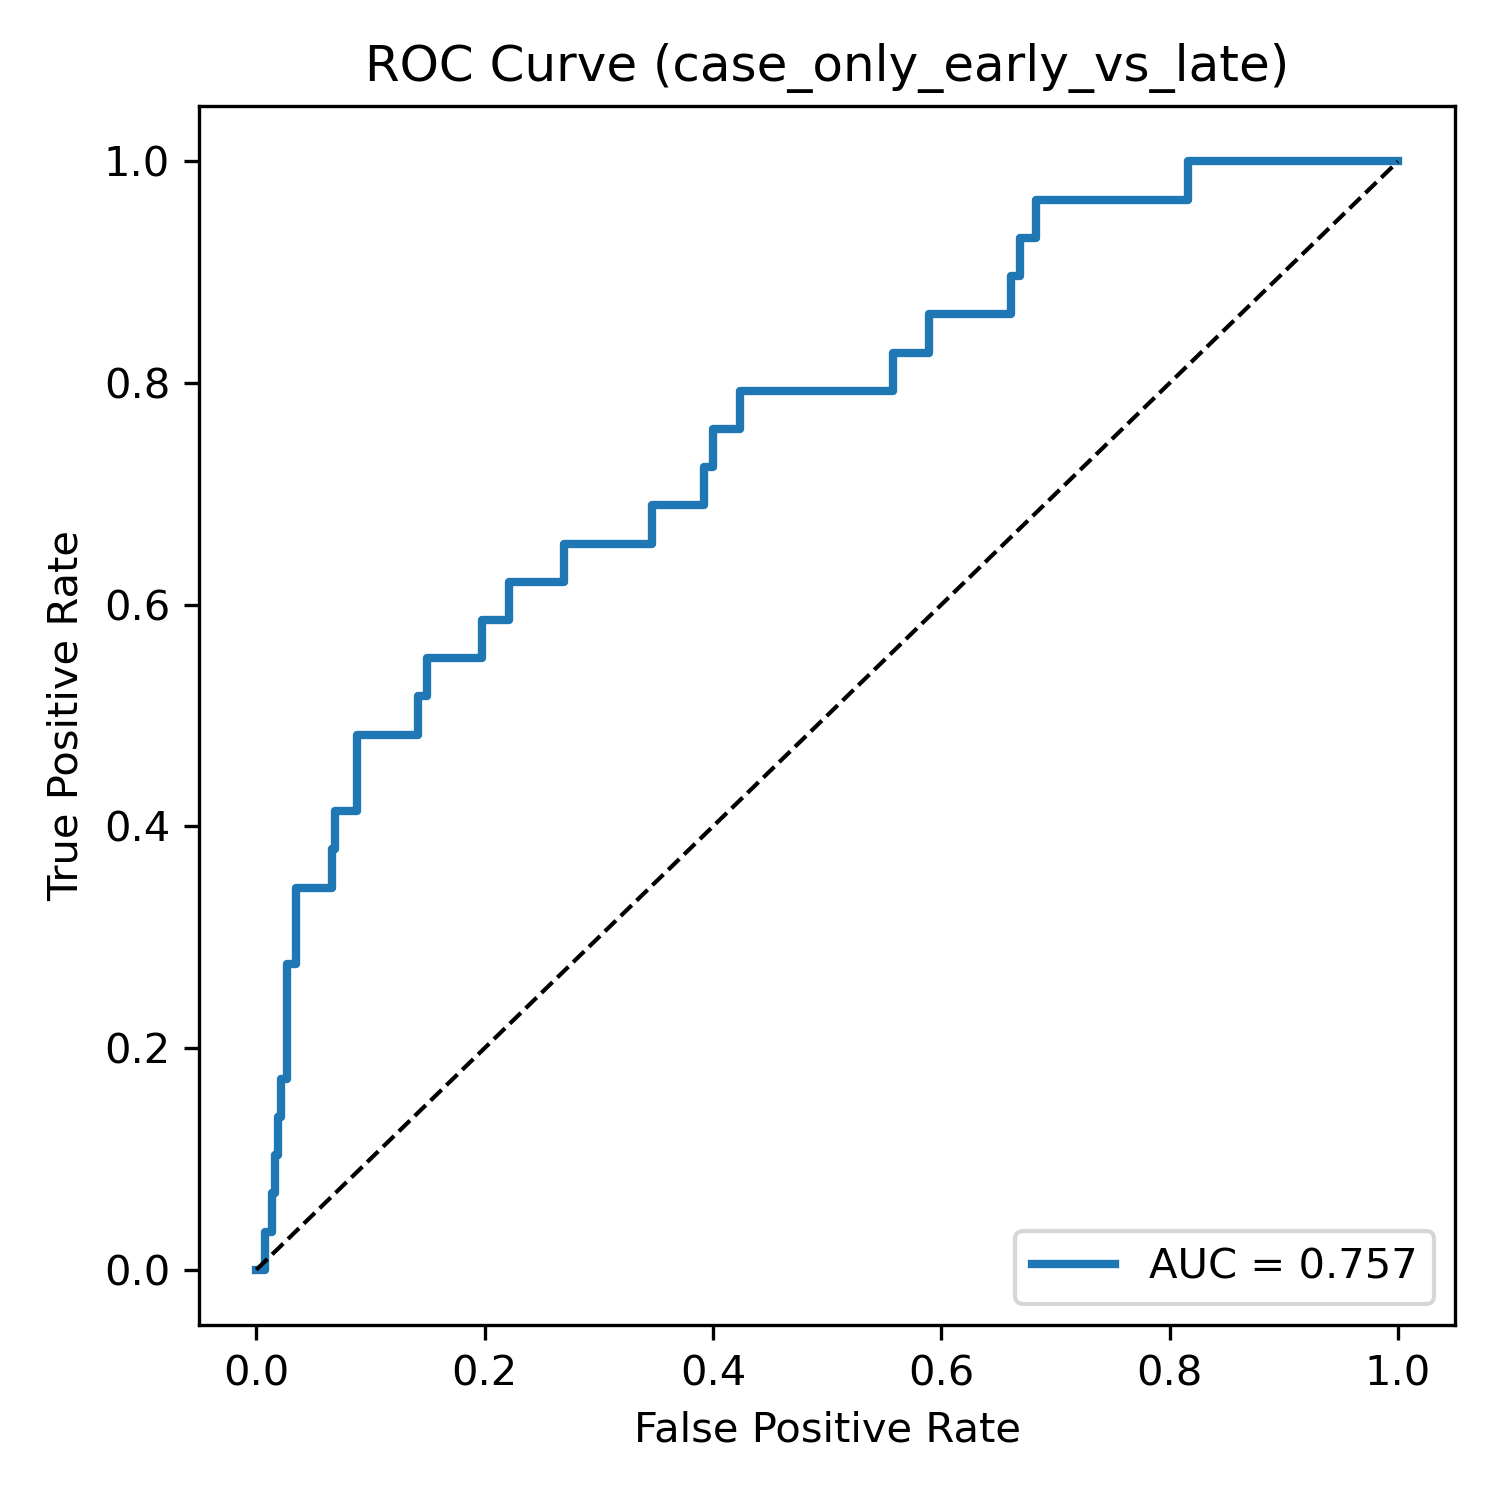 ROC Curve (case_only_early_vs_late)
True Positive Rate
1.0
0.8
0.6
0.4
0.2
0.0
AUC = 0.757
0.0 0.2 0.4 0.6 0.8 1.0
False Positive Rate